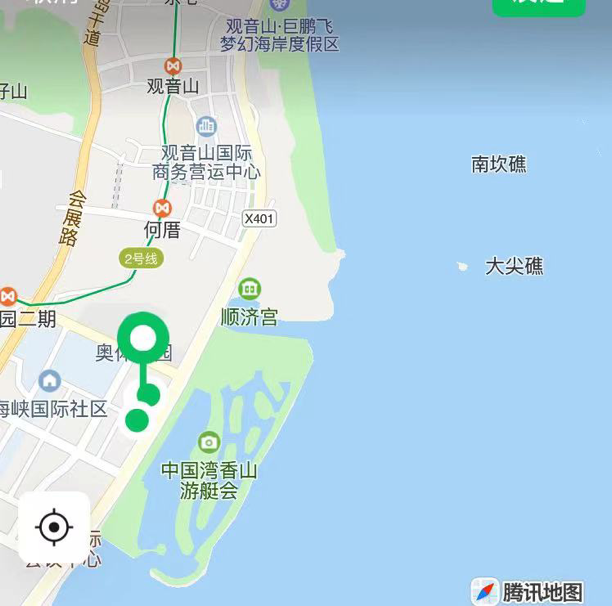 观音山·巨鹏飞
梦幻海岸度假区
观音山
仔山
观音山国际
商务营运中心
南坎礁
会展路
X401
何厝
2号线
大尖礁
顺济宫
园二期
海峡国际社区
中国湾香山
游艇会
腾讯地图